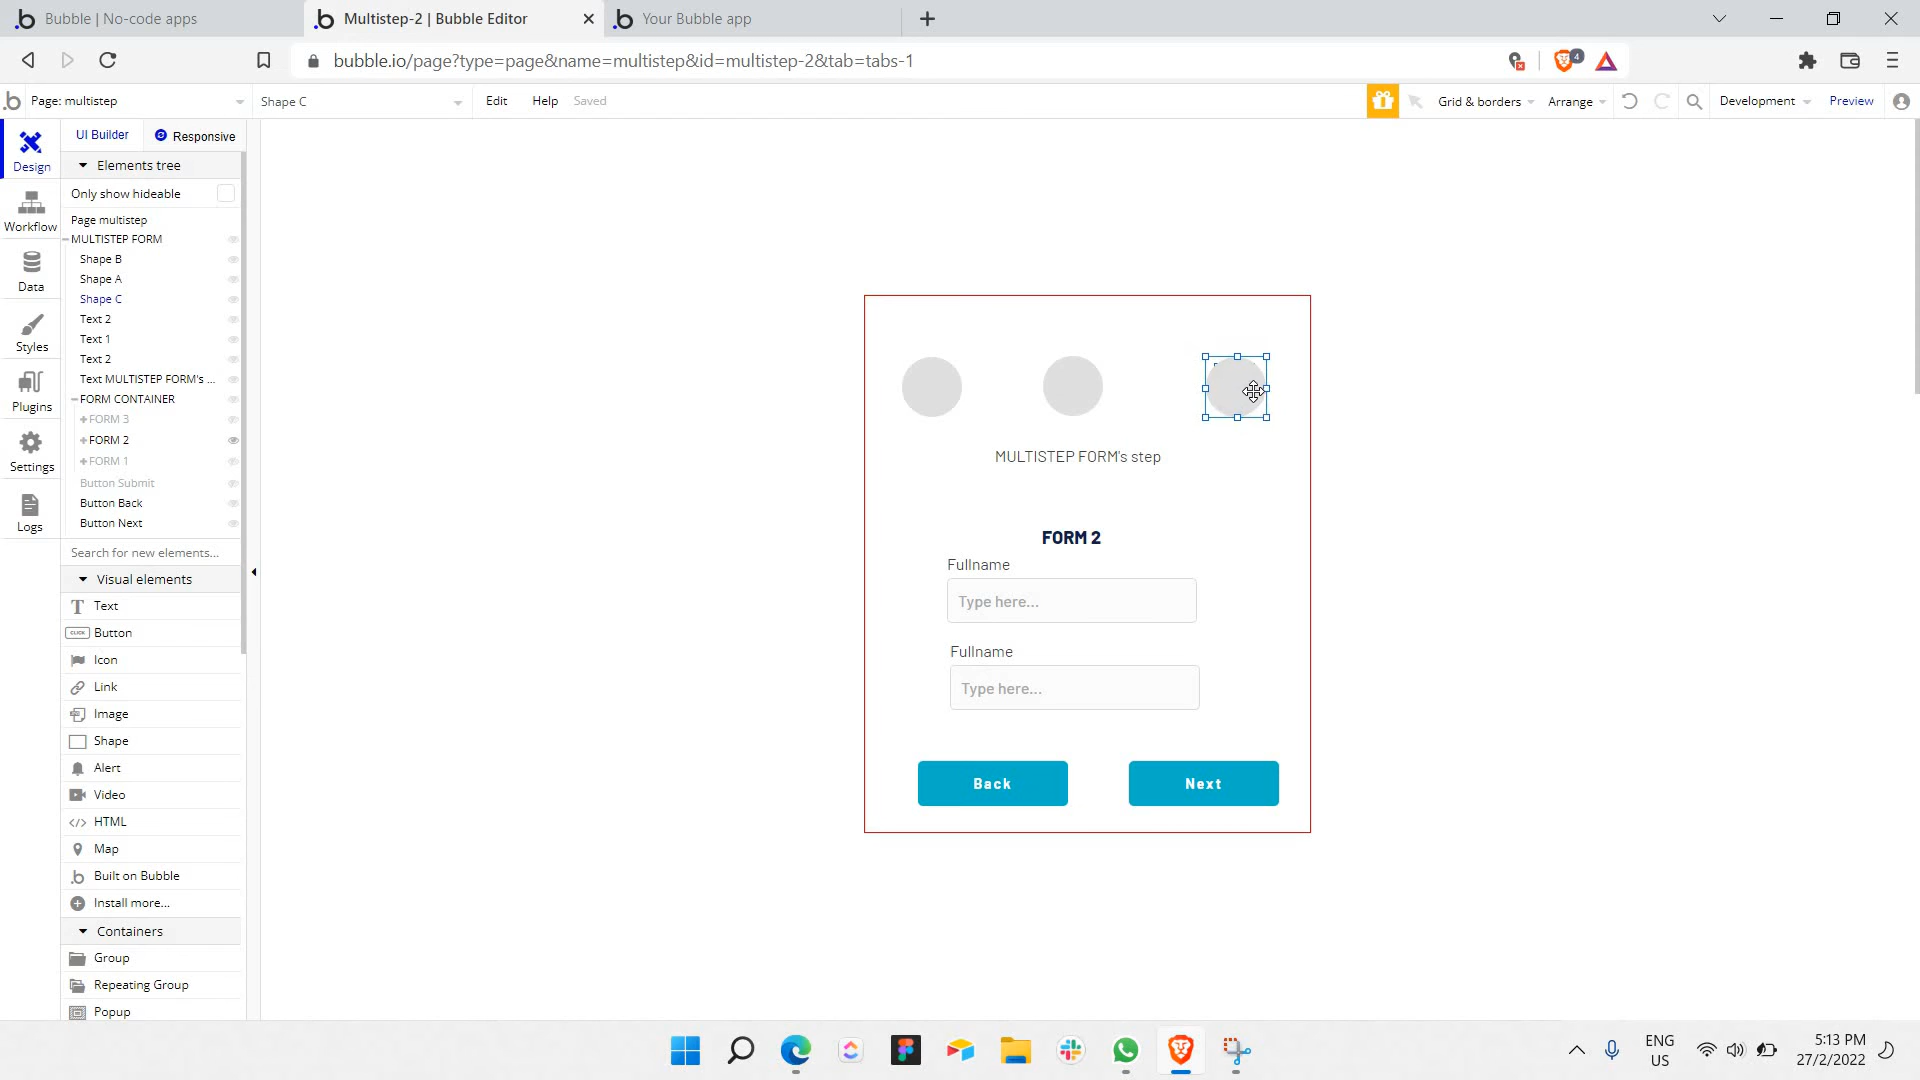 Bubble | No-code apps
Multistep-2 | Bubble Editor
Your Bubble app
bubble.io/page?type=page&name=multistep&id=multistep-2&tab=tabs-1
4
Page: multistep
Shape C
Edit
Help
Saved
Grid & borders
Arrange
Development
Preview
Design
Workflow
Data
Styles
Plugins
Settings
Logs
UI Builder
Responsive
Elements tree
Only show hideable
Page multistep
MULTISTEP FORM
Shape B
Shape A
Shape C
Text 2
Text 1
Text 2
Text MULTISTEP FORM's ...
FORM CONTAINER
FORM 3
FORM 2
FORM 1
Button Submit
Button Back
Button Next
Search for new elements...
Visual elements
Text
CLICK Button
Icon
Link
Image
Shape
Alert
Video
HTML
Map
Built on Bubble
Install more...
Containers
Group
Repeating Group
Popup
MULTISTEP FORM's step
FORM 2
Fullname
Type here...
Fullname
Type here...
Back
Next
ENG
US
5:13 PM
27/2/2022